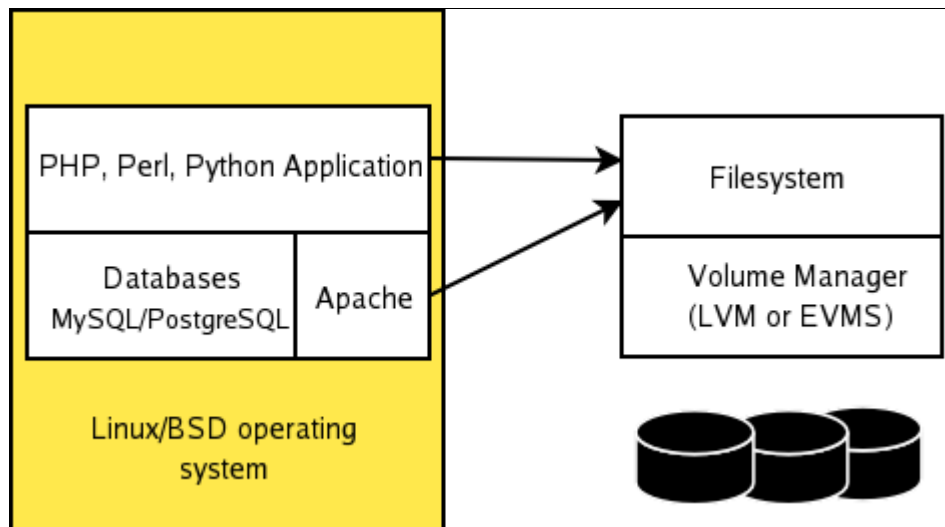 PHP, Perl, Python Application
Databases
MySQL/PostgreSQL
Apache
Linux/BSD operating
system
Filesystem
Volume Manager
(LVM or EVMS)